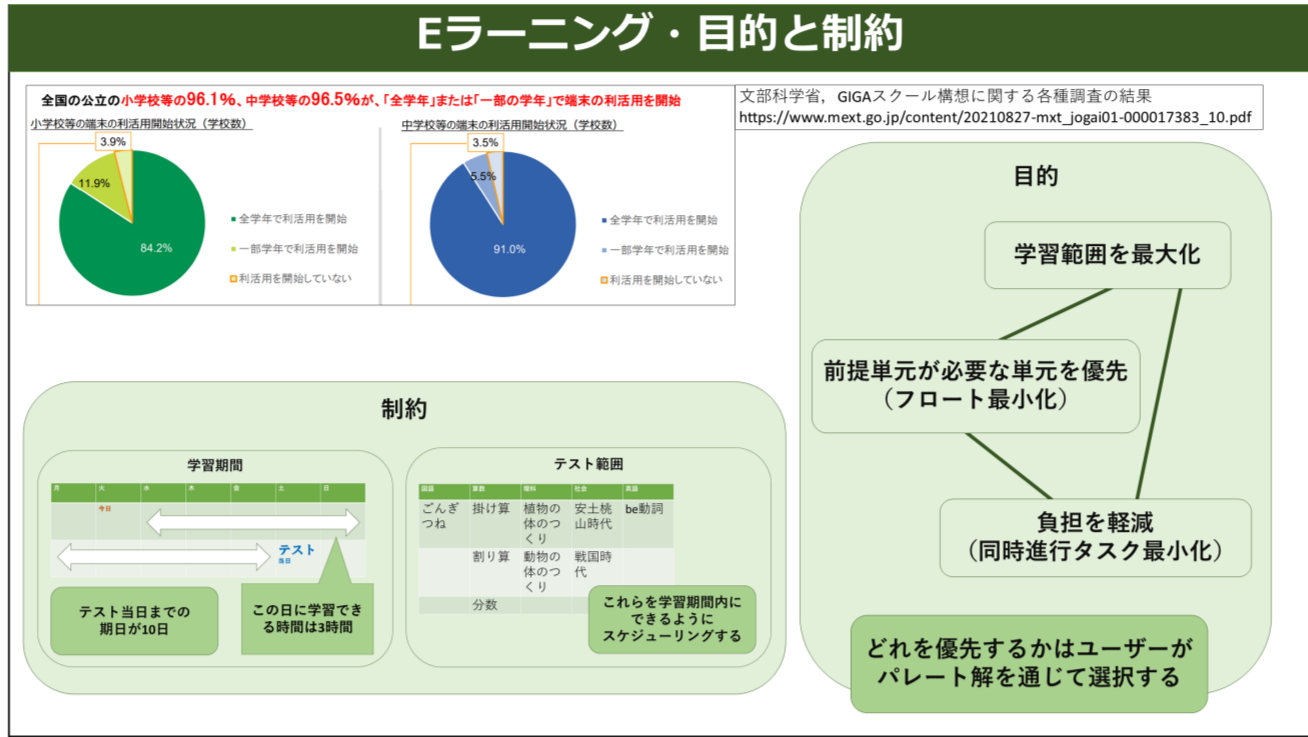 Eラーニング・目的と制約
全国の公立の小学校等の96.1%、中学校等の96.5%が、「全学年」または「一部の学年」で端末の利活用を開始
小学校等の端末の利活用開始状況（学校数）
3.9%
11.9%
84.2%
全学年で利活用を開始
一部学年で利活用を開始
利活用を開始していない
中学校等の端末の利活用開始状況（学校数）
3.5%
5.5%
91.0%
全学年で利活用を開始
一部学年で利活用を開始
利活用を開始していない
文部科学省，GIGAスクール構想に関する各種調査の結果
https://www.mext.go.jp/content/20210827-mxt_jogai01-000017383_10.pdf
制約
学習期間
月 火 水 木 金 土 日
今日
テスト
当日
テスト当日までの
期日が10日
この日に学習でき
る時間は3時間
テスト範囲
国語 算数 理科 社会 英語
ごんぎ 掛け算 植物の 安土桃 be動詞
つね 体のつ 山時代
くり
割り算 動物の 戦国時
体のつ 代
くり
分数
これらを学習期間内に
できるように
スケジューリングする
目的
学習範囲を最大化
前提単元が必要な単元を優先
（フロート最小化）
負担を軽減
（同時進行タスク最小化）
どれを優先するかはユーザーが
パレート解を通じて選択する